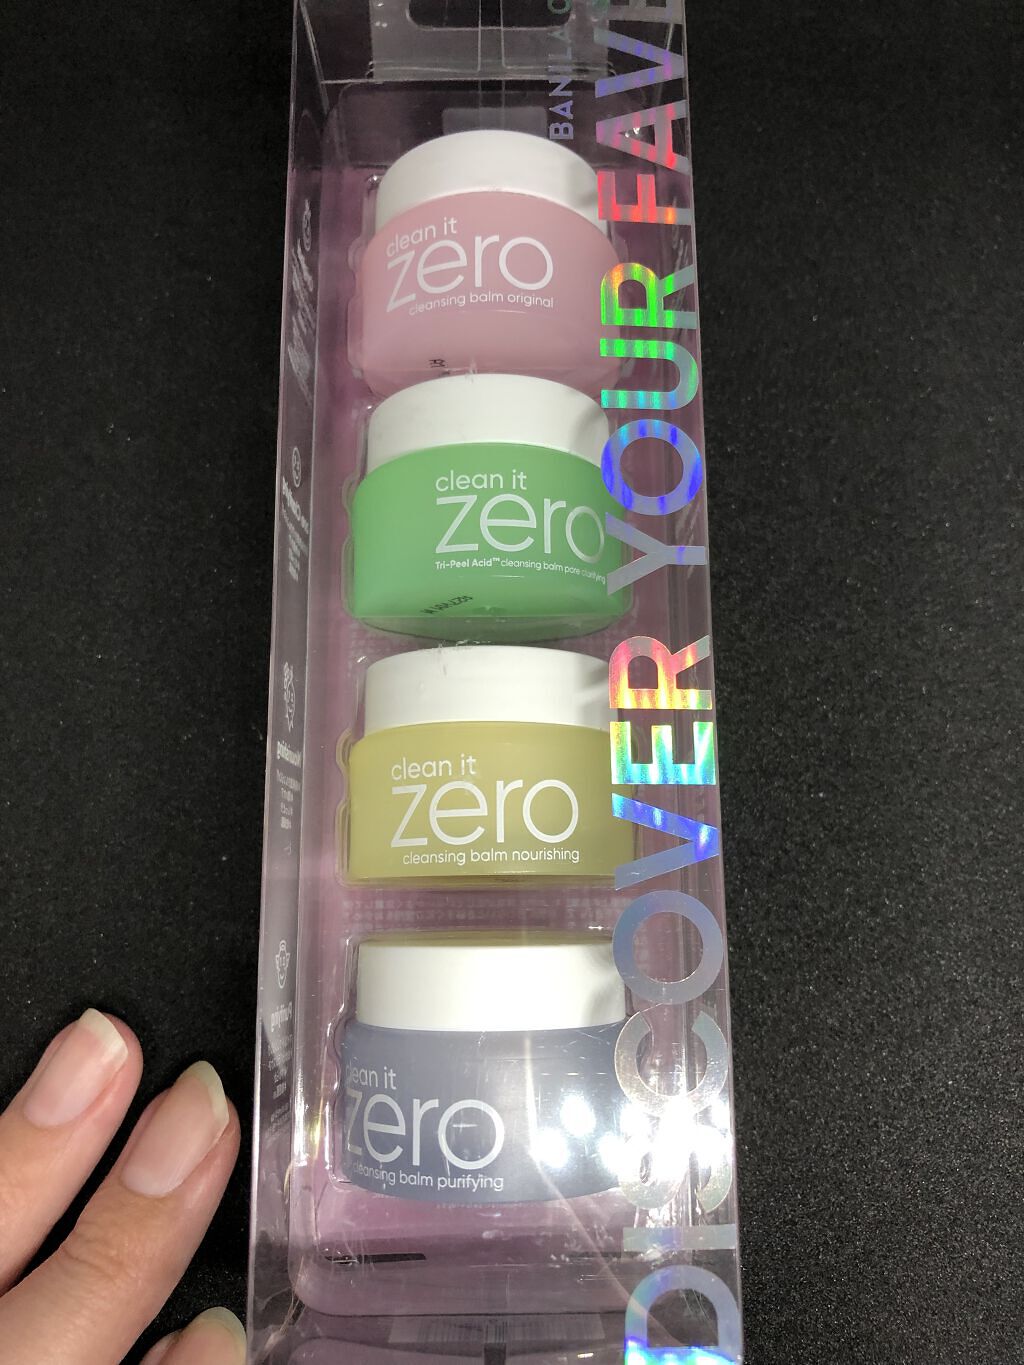 BANILA
DISCOVER YOUR FAVE
clean it
zero
cleansing balm original
clean it
zero
Tri-Peel Acid™ cleansing balm pore clarifying
clean it
zero
cleansing balm nourishing
clean it
zero
cleansing balm purifying